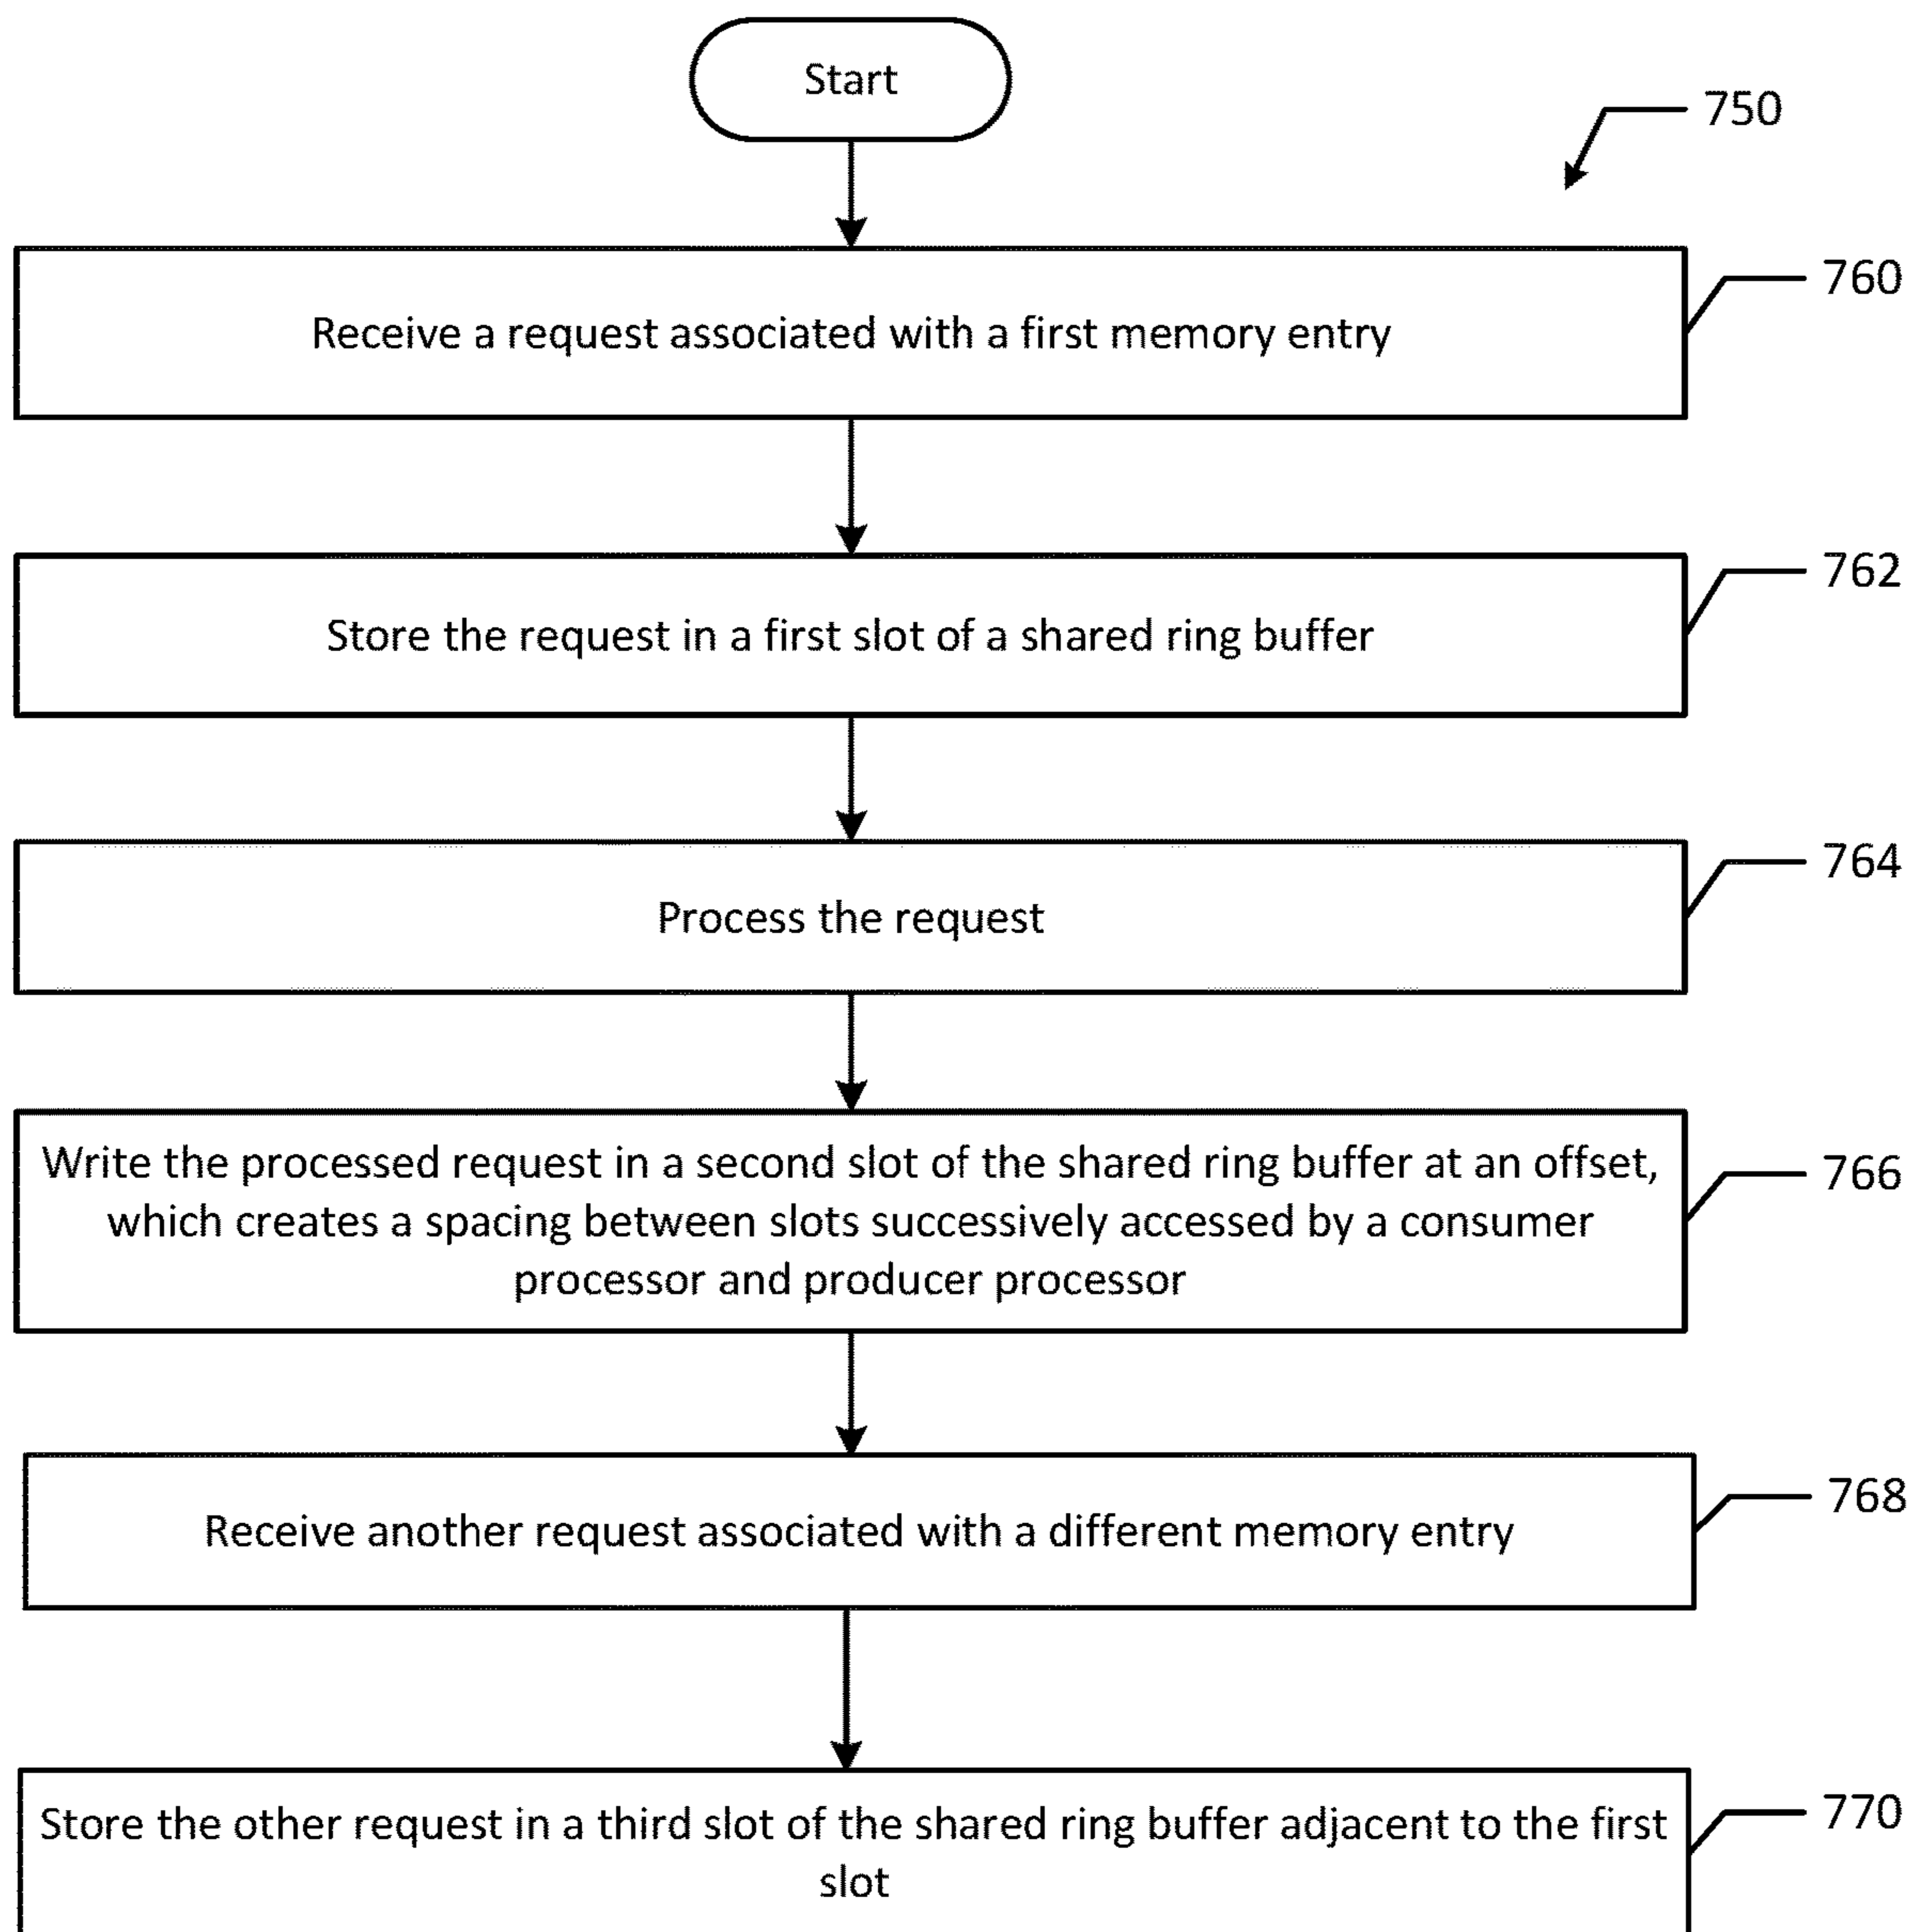 Start
750
Receive a request associated with a first memory entry
760
Store the request in a first slot of a shared ring buffer
762
Process the request
764
Write the processed request in a second slot of the shared ring buffer at an offset,
which creates a spacing between slots successively accessed by a consumer
processor and producer processor
766
Receive another request associated with a different memory entry
768
Store the other request in a third slot of the shared ring buffer adjacent to the first
slot
770